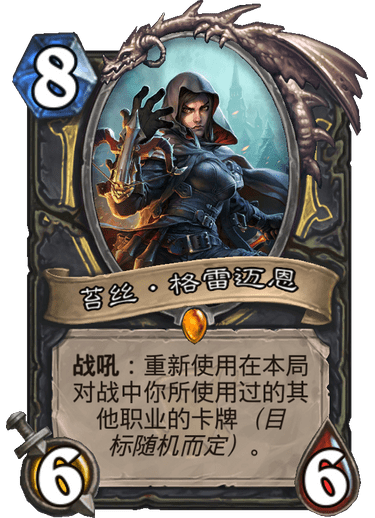 8
苔丝·格雷迈恩
战吼：重新使用在本局
对战中你所使用过的其
他职业的卡牌（目
标随机而定）。
6
6